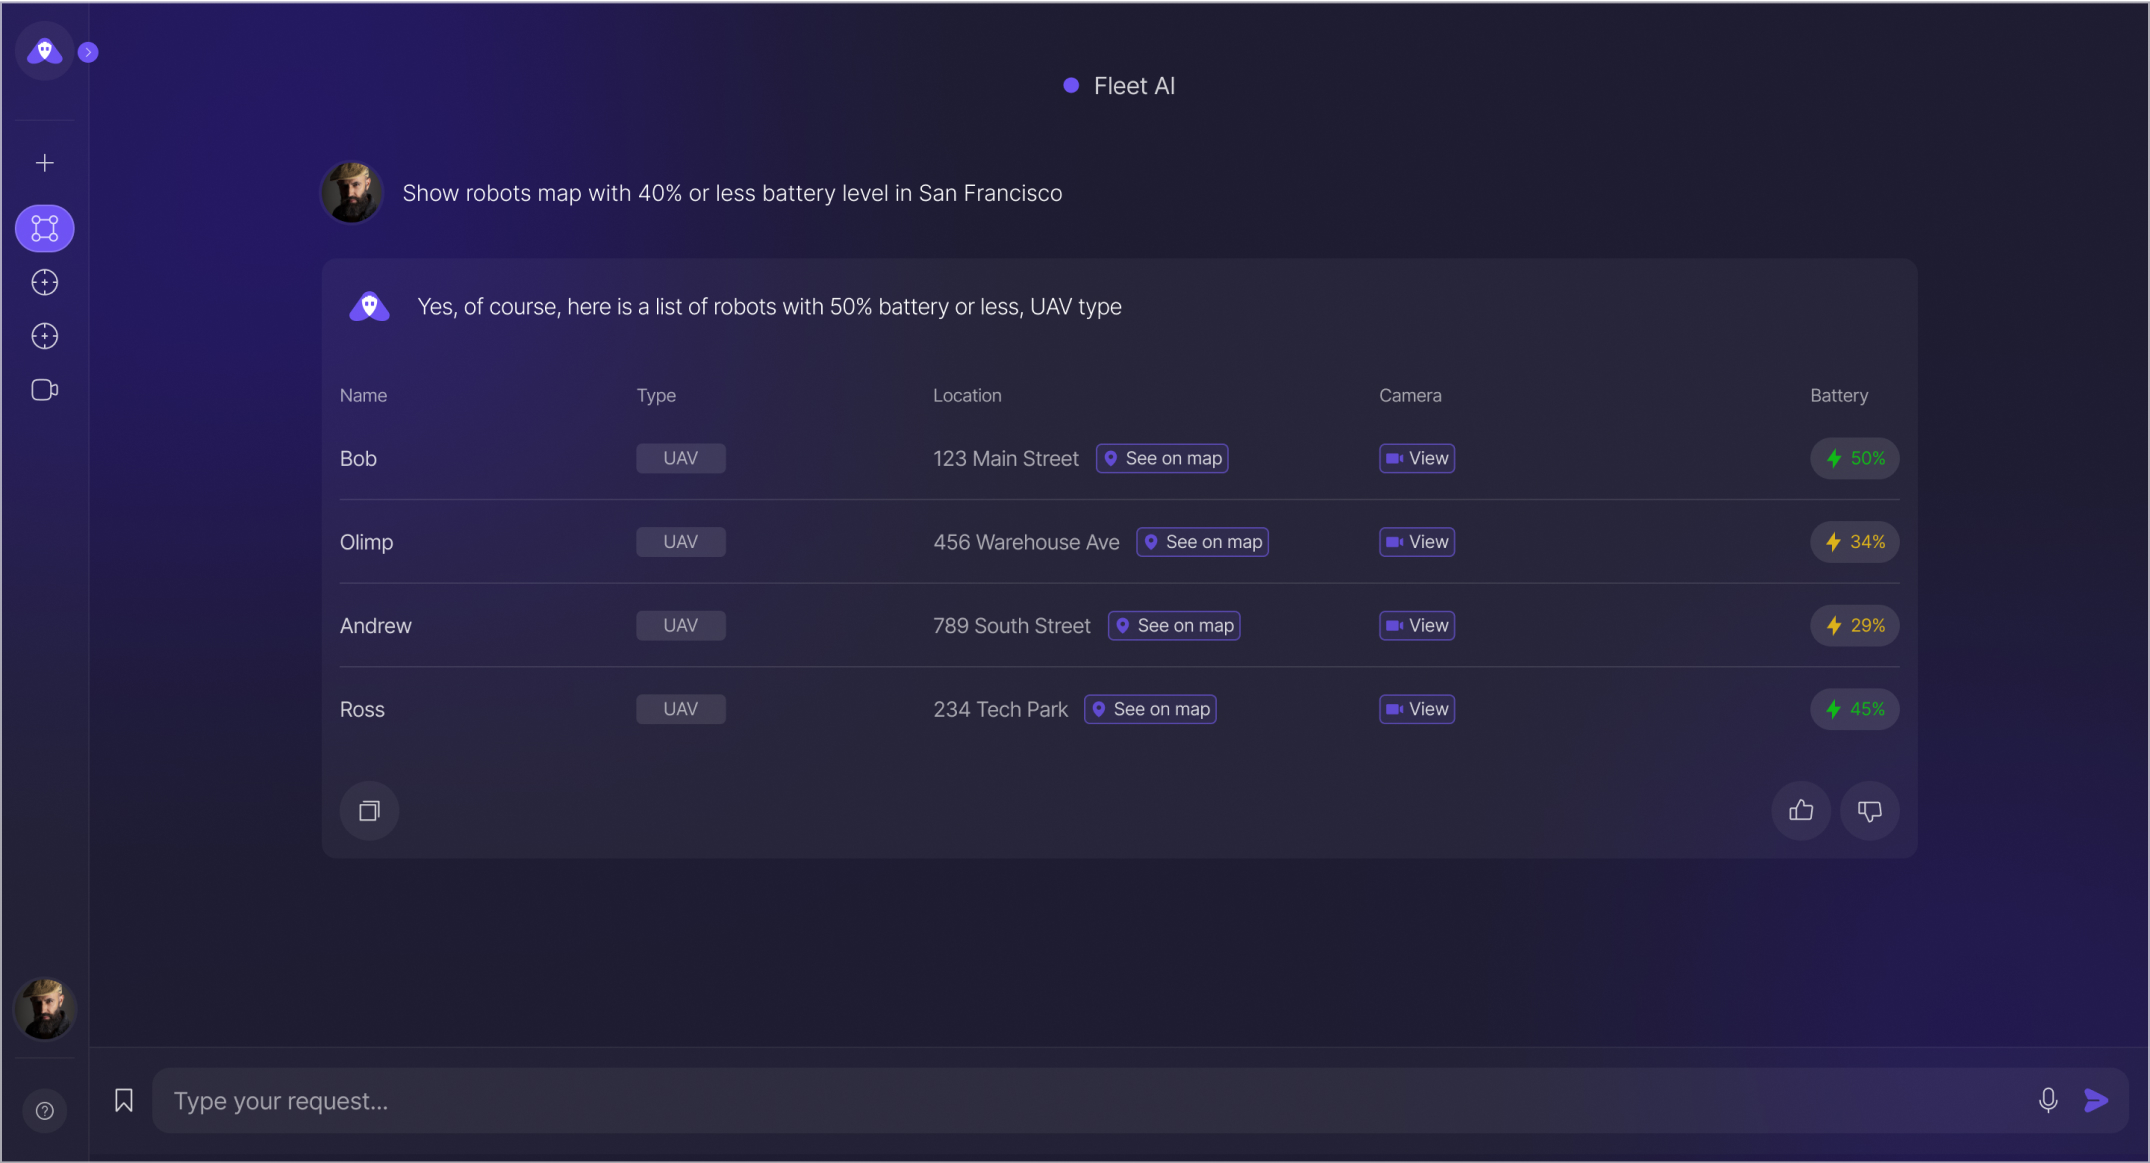 Fleet AI
Show robots map with 40% or less battery level in San Francisco
Yes, of course, here is a list of robots with 50% battery or less, UAV type
Name Type Location Camera Battery
Bob UAV 123 Main Street See on map View 50%
Olimp UAV 456 Warehouse Ave See on map View 34%
Andrew UAV 789 South Street See on map View 29%
Ross UAV 234 Tech Park See on map View 45%
Type your request...